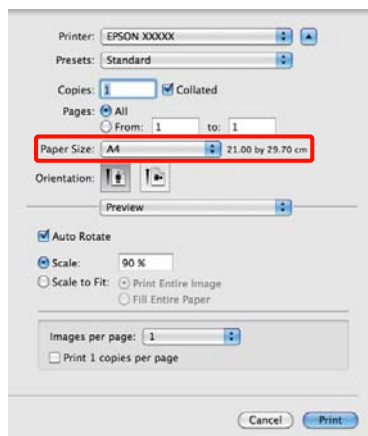 Printer: EPSON XXXXX
Presets: Standard
Copies: 1 Collated
Pages: All
From: 1 to: 1
Paper Size: A4 21.00 by 29.70 cm
Orientation:
Preview
Auto Rotate
Scale: 90 %
Scale to Fit: Print Entire Image
Fill Entire Paper
Images per page: 1
Print 1 copies per page
Cancel Print